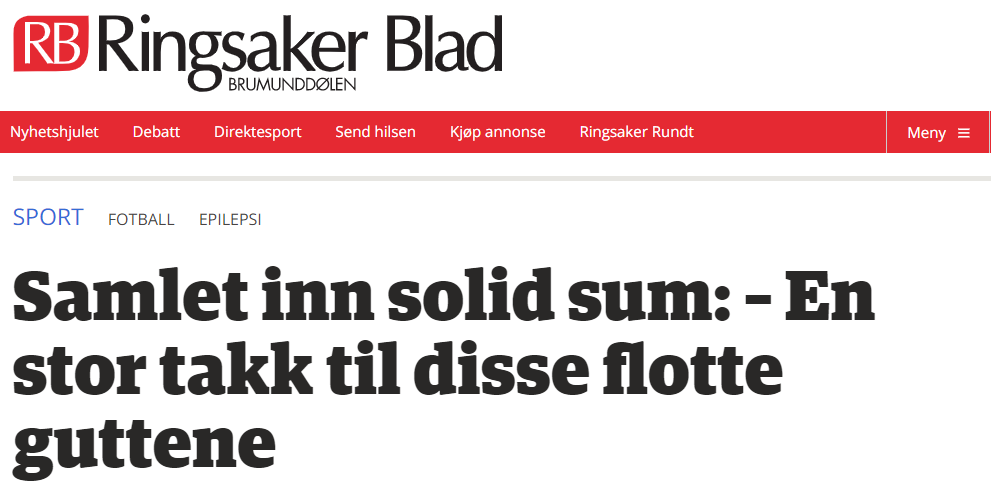 RB Ringsaker Blad
BRUMUNDDØLEN
Nyhetshjulet Debatt Direktesport Send hilsen Kjøp annonse Ringsaker Rundt Meny
SPORT FOTBALL EPILEPSI
Samlet inn solid sum: – En
stor takk til disse flotte
guttene